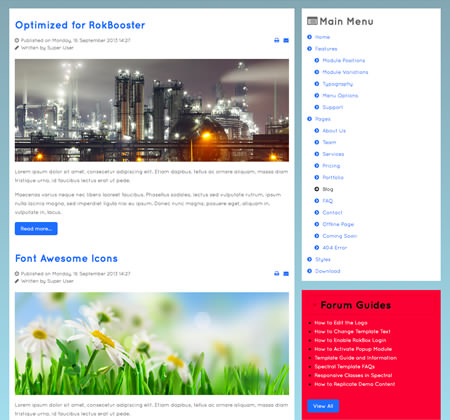 Optimized for RokBooster
Published on Monday, 16 September 2013 14:27
Written by Super User
Lorem ipsum dolor sit amet, consectetur adipiscing elit. Etiam dapibus, tellus ac ornare aliquam, massa diam
tristique urna, id faucibus lectus erat ut pede.
Maecenas varius neque nec libero laoreet faucibus. Phasellus sodales, lectus sed vulputate rutrum, ipsum
nulla lacinia magna, sed imperdiet ligula nisi eu ipsum. Donec nunc magna, posuere eget, aliquam in,
vulputate in, lacus.
Read more...
Font Awesome Icons
Published on Monday, 16 September 2013 14:27
Written by Super User
Lorem ipsum dolor sit amet, consectetur adipiscing elit. Etiam dapibus, tellus ac ornare aliquam, massa diam
tristique urna, id faucibus lectus erat ut pede.
Main Menu
Home
Features
Module Positions
Module Variations
Typography
Menu Options
Support
Pages
About Us
Team
Services
Pricing
Portfolio
Blog
FAQ
Contact
Offline Page
Coming Soon
404 Error
Styles
Download
Forum Guides
How to Edit the Logo
How to Change Template Text
How to Enable RokBox Login
How to Activate Popup Module
Template Guide and Information
Spectral Template FAQs
Responsive Classes in Spectral
How to Replicate Demo Content
View All